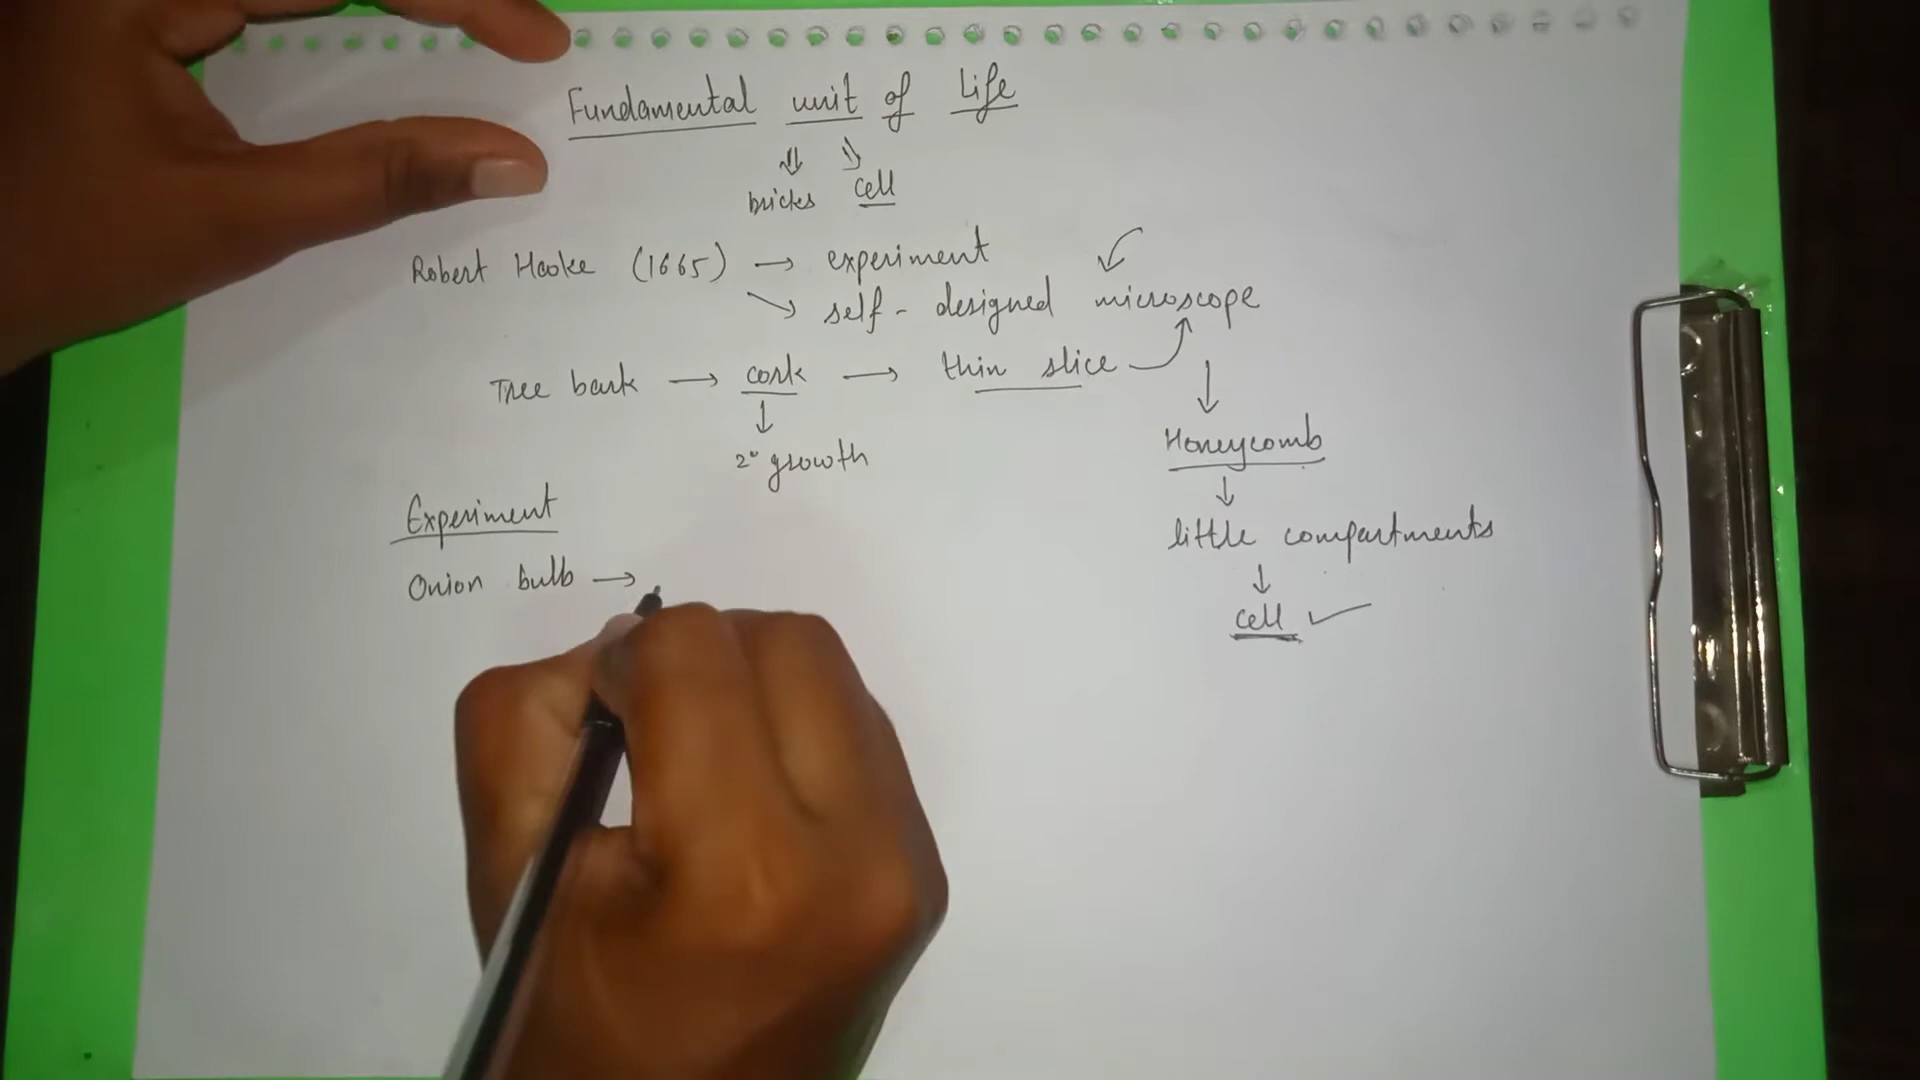 Fundamental unit of Life
⇓ ⇘
bricks cell
Robert Hooke (1665) → experiment
↘ self - designed microscope
Tree bark → cork → thin slice
↓
2° growth
↓
Honeycomb
↓
little compartments
↓
cell ✓
Experiment
Onion bulb →